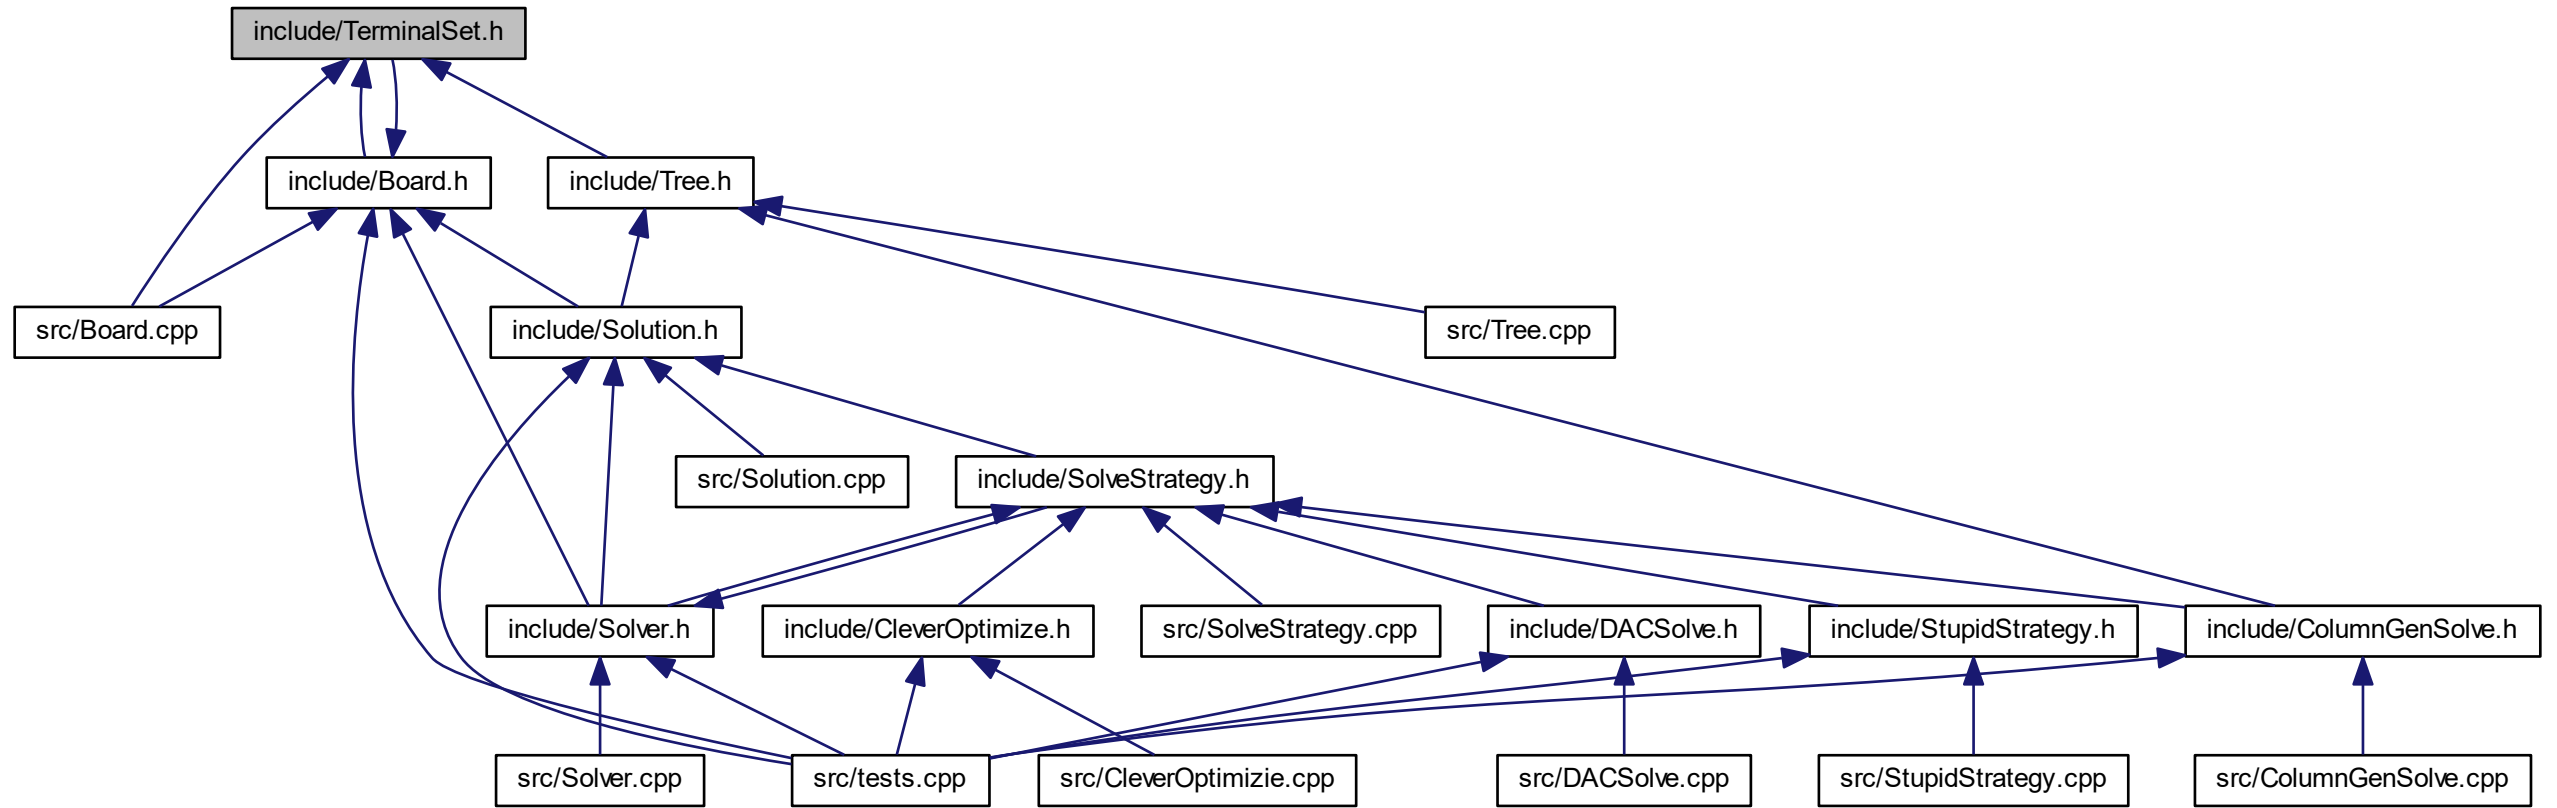 include/TerminalSet.h
include/Board.h
include/Tree.h
src/Board.cpp
include/Solution.h
src/Tree.cpp
src/Solution.cpp
include/SolveStrategy.h
include/Solver.h
include/CleverOptimize.h
src/SolveStrategy.cpp
include/DACSolve.h
include/StupidStrategy.h
include/ColumnGenSolve.h
src/Solver.cpp
src/tests.cpp
src/CleverOptimizie.cpp
src/DACSolve.cpp
src/StupidStrategy.cpp
src/ColumnGenSolve.cpp